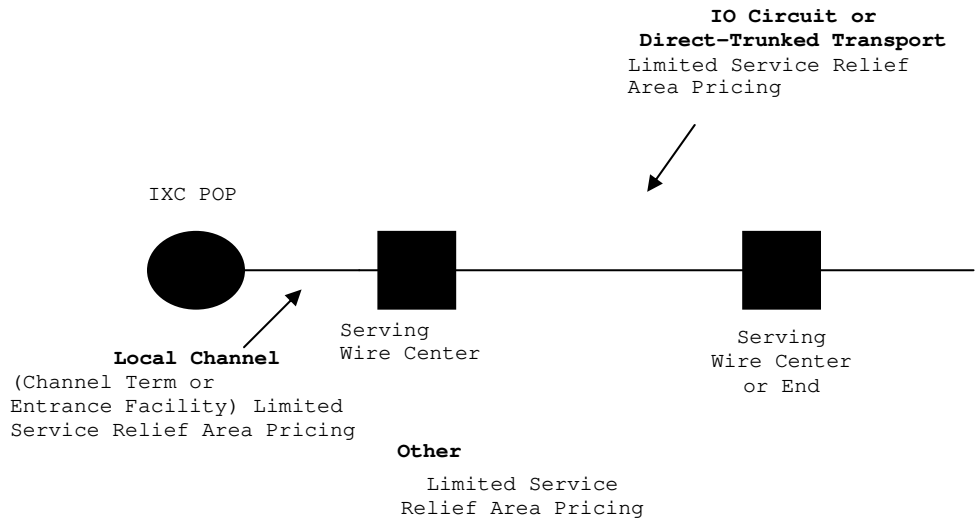 IO Circuit or
Direct-Trunked Transport
Limited Service Relief
Area Pricing
IXC POP
Serving
Wire Center
Serving
Wire Center
or End
Local Channel
(Channel Term or
Entrance Facility) Limited
Service Relief Area Pricing
Other
Limited Service
Relief Area Pricing